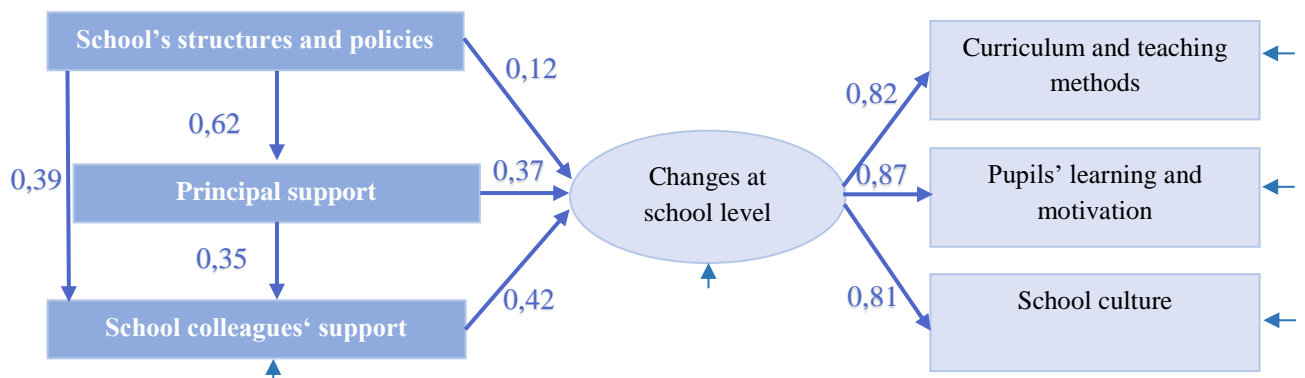 School's structures and policies
0,12
0,62
0,39
Principal support
0,37
0,35
School colleagues‘ support
0,42
Changes at
school level
0,82
0,87
0,81
Curriculum and teaching
methods
Pupils’ learning and
motivation
School culture